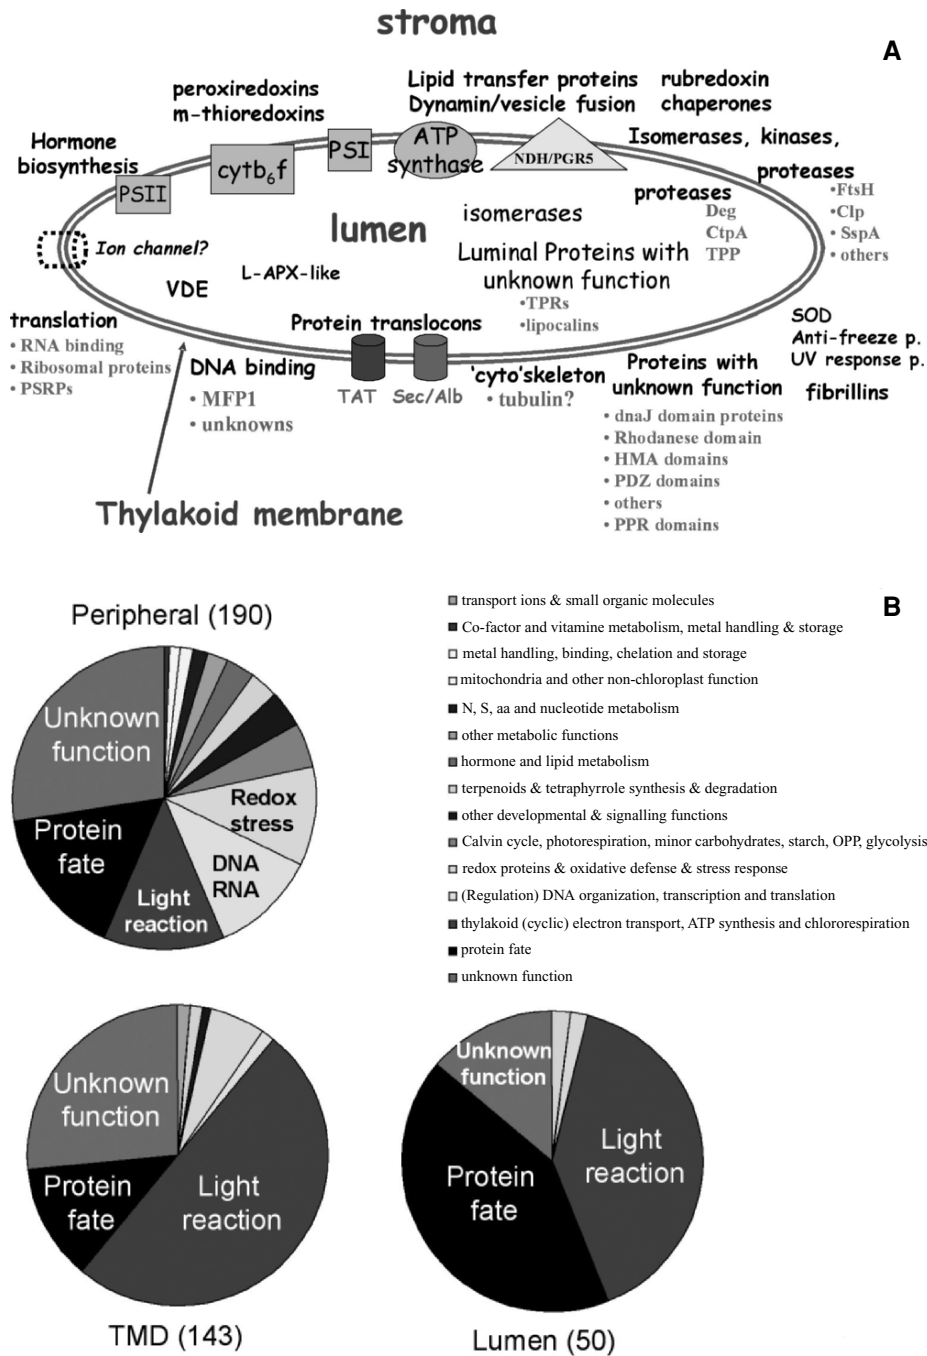 stroma
A
peroxiredoxins
m-thioredoxins
Lipid transfer proteins
Dynamin/vesicle fusion
rubredoxin
chaperones
Hormone
biosynthesis
PSII
cytb6f
PSI
ATP
synthase
NDH/PGR5
Isomerases, kinases,
proteases
•FtsH
•Clp
• SspA
• others
proteases
Deg
CtpA
TPP
lumen
isomerases
Ion channel?
L-APX-like
VDE
Luminal Proteins with
unknown function
•TPRs
•lipocalins
translation
• RNA binding
• Ribosomal proteins
• PSRPs
DNA binding
• MFP1
• unknowns
Protein translocons
TAT
Sec/Alb
'cyto'skeleton
• tubulin?
Proteins with
unknown function
• dnaJ domain proteins
• Rhodanese domain
• HMA domains
• PDZ domains
• others
• PPR domains
SOD
Anti-freeze p.
UV response p.
fibrillins
Thylakoid membrane
B
Peripheral (190)
Unknown
function
Protein
fate
Light
reaction
DNA
RNA
Redox
stress
transport ions & small organic molecules
Co-factor and vitamine metabolism, metal handling & storage
metal handling, binding, chelation and storage
mitochondria and other non-chloroplast function
N, S, aa and nucleotide metabolism
other metabolic functions
hormone and lipid metabolism
terpenoids & tetraphyrrole synthesis & degradation
other developmental & signalling functions
Calvin cycle, photorespiration, minor carbohydrates, starch, OPP, glycolysis
redox proteins & oxidative defense & stress response
(Regulation) DNA organization, transcription and translation
thylakoid (cyclic) electron transport, ATP synthesis and chlororespiration
protein fate
unknown function
Unknown
function
Protein
fate
Light
reaction
TMD (143)
Unknown
function
Protein
fate
Light
reaction
Lumen (50)